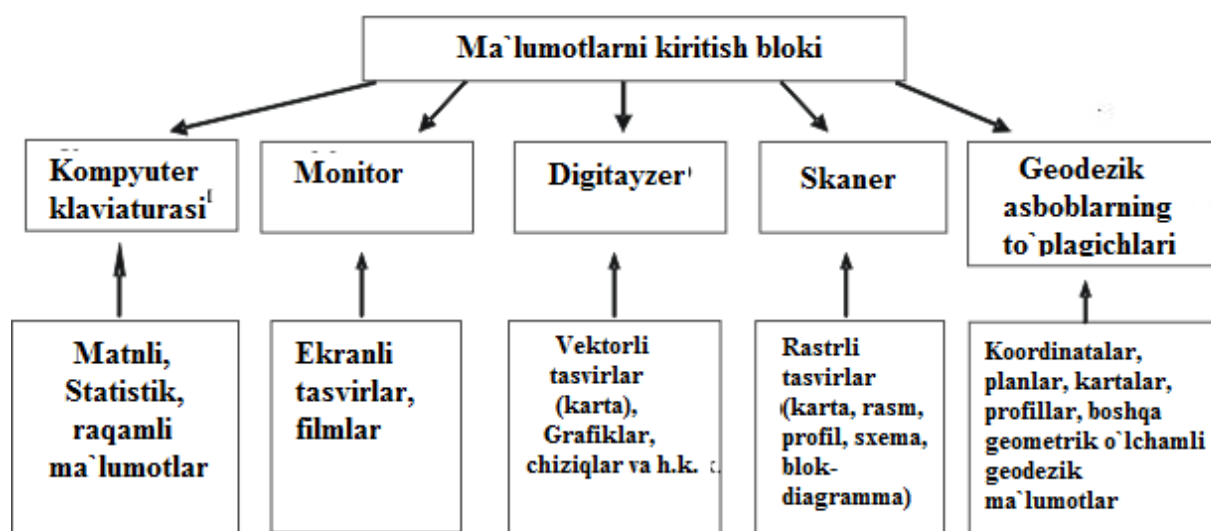 Ma`lumotlarni kiritish bloki
Kompyuter
klaviaturasi
Monitor
Digitayzer
Skaner
Geodezik
asboblarning
to`plagichlari
Matnli,
Statistik,
raqamli
ma`lumotlar
Ekranli
tasvirlar,
filmlar
Vektorli
tasvirlar
(karta),
Grafiklar,
chiziqlar va h.k.
Rastrli
tasvirlar
(karta, rasm,
profil, sxema,
blok-
diagramma)
Koordinatalar,
planlar, kartalar,
profillar, boshqa
geometrik o`lchamli
geodezik
ma`lumotlar